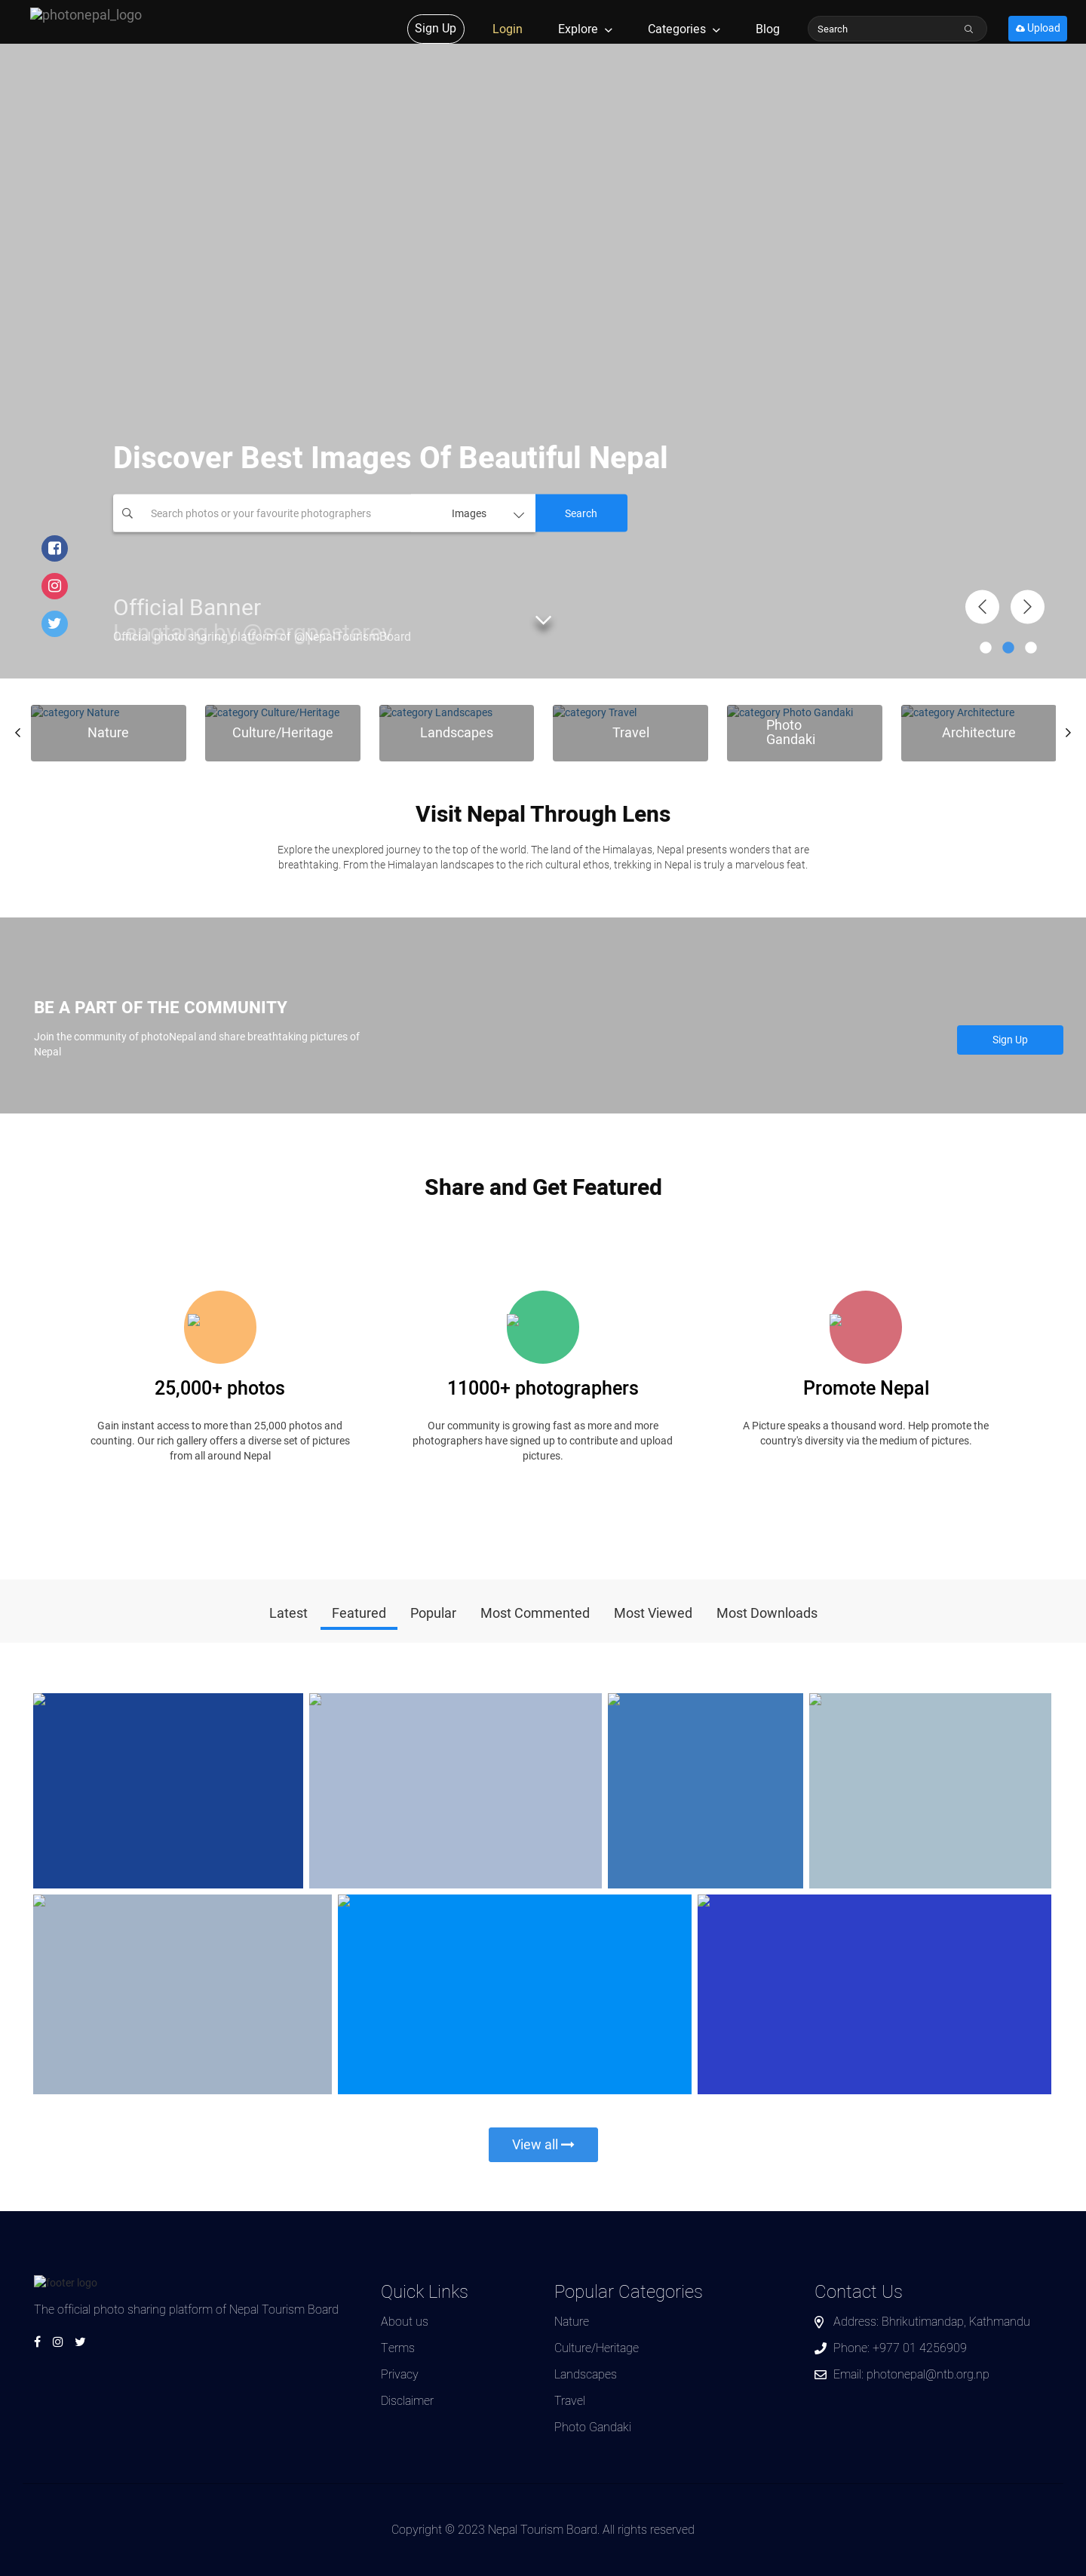 photonepal_logo
Sign Up
Login
Explore
Categories
Blog
Search
Upload
Discover Best Images Of Beautiful Nepal
Search photos or your favourite photographers
Images
Search
Official Banner
Langtang by @sergpesterev
Official photo sharing platform of @NepalTourismBoard
category Nature
Nature
category Culture/Heritage
Culture/Heritage
category Landscapes
Landscapes
category Travel
Travel
category Photo Gandaki
Photo
Gandaki
category Architecture
Architecture
Visit Nepal Through Lens
Explore the unexplored journey to the top of the world. The land of the Himalayas, Nepal presents wonders that are
breathtaking. From the Himalayan landscapes to the rich cultural ethos, trekking in Nepal is truly a marvelous feat.
BE A PART OF THE COMMUNITY
Join the community of photoNepal and share breathtaking pictures of
Nepal
Sign Up
Share and Get Featured
25,000+ photos
Gain instant access to more than 25,000 photos and
counting. Our rich gallery offers a diverse set of pictures
from all around Nepal
11000+ photographers
Our community is growing fast as more and more
photographers have signed up to contribute and upload
pictures.
Promote Nepal
A Picture speaks a thousand word. Help promote the
country's diversity via the medium of pictures.
Latest
Featured
Popular
Most Commented
Most Viewed
Most Downloads
View all
footer logo
The official photo sharing platform of Nepal Tourism Board
Quick Links
About us
Terms
Privacy
Disclaimer
Popular Categories
Nature
Culture/Heritage
Landscapes
Travel
Photo Gandaki
Contact Us
Address: Bhrikutimandap, Kathmandu
Phone: +977 01 4256909
Email: photonepal@ntb.org.np
Copyright © 2023 Nepal Tourism Board. All rights reserved